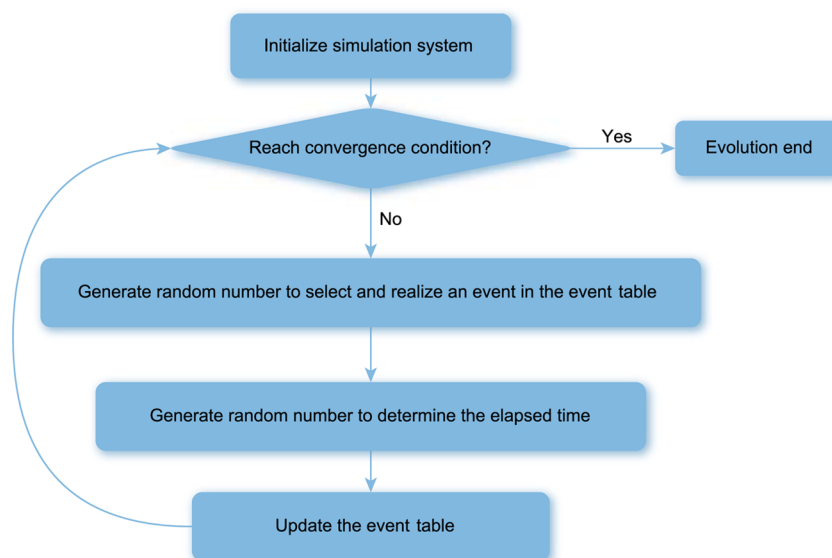 Initialize simulation system
Reach convergence condition?
Yes
Evolution end
No
Generate random number to select and realize an event in the event table
Generate random number to determine the elapsed time
Update the event table